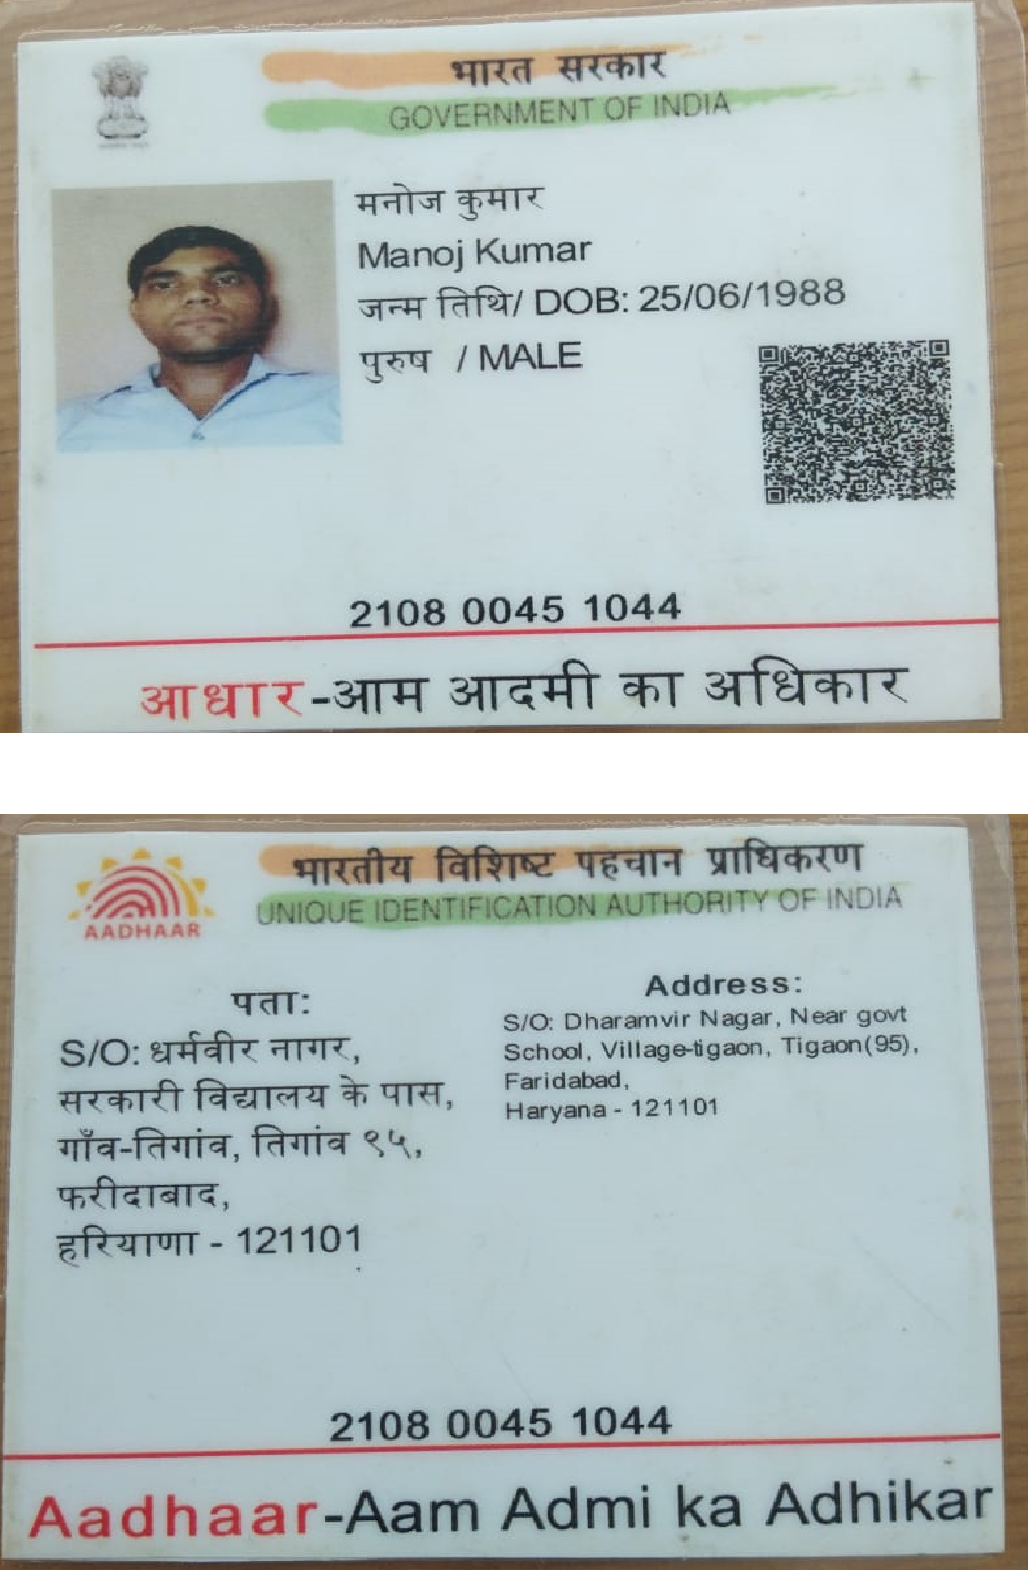 भारत सरकार
GOVERNMENT OF INDIA
मनोज कुमार
Manoj Kumar
जन्म तिथि/ DOB: 25/06/1988
पुरुष / MALE
2108 0045 1044
आधार-आम आदमी का अधिकार
भारतीय विशिष्ट पहचान प्राधिकरण
UNIQUE IDENTIFICATION AUTHORITY OF INDIA
AADHAAR
पता:
S/O: धर्मवीर नागर,
सरकारी विद्यालय के पास,
गाँव-तिगांव, तिगांव ९५,
फरीदाबाद,
हरियाणा - 121101
Address:
S/O: Dharamvir Nagar, Near govt
School, Village-tigaon, Tigaon(95),
Faridabad,
Haryana - 121101
2108 0045 1044
Aadhaar-Aam Admi ka Adhikar